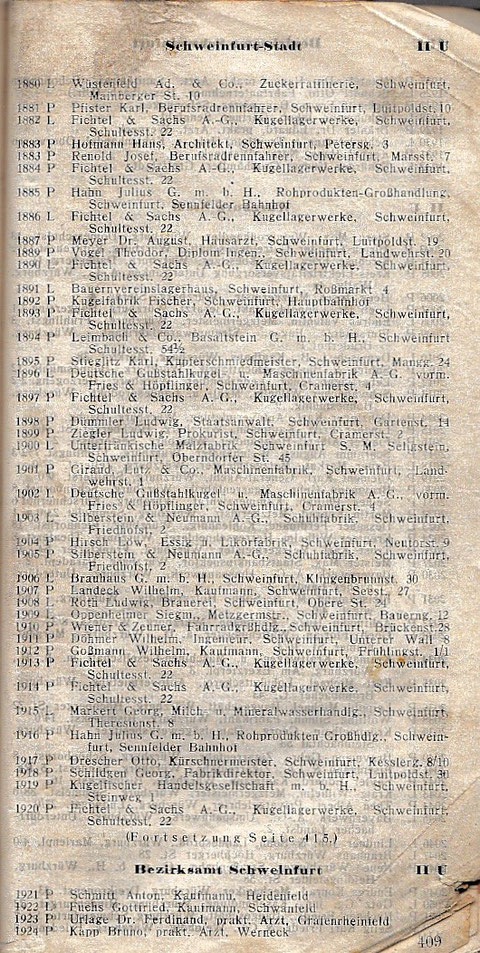 Schweinfurt-Stadt II U
1880 L Wüstenfeld Ad. & Co., Zuckerraffinerie, Schweinfurt,
Mainberger St. 10
1881 P Pfister Karl, Berufsradrennfahrer, Schweinfurt, Luitpoldst. 10
1882 L Fichtel & Sachs A.-G., Kugellagerwerke, Schweinfurt,
Schultesst. 22
1883 P Hofmann Hans, Architekt, Schweinfurt, Petersg. 3
1883 P Renold Josef, Berufsradrennfahrer, Schweinfurt, Marsst. 7
1884 P Fichtel & Sachs A.-G., Kugellagerwerke, Schweinfurt,
Schultesst. 22
1885 P Hahn Julius G. m. b. H., Rohprodukten-Großhandlung,
Schweinfurt, Sennfelder Bahnhof
1886 L Fichtel & Sachs A.-G., Kugellagerwerke, Schweinfurt,
Schultesst. 22
1887 P Meyer Dr. August, Hausarzt, Schweinfurt, Luitpoldst. 19
1889 P Vogel Theodor, Diplom-Ingen., Schweinfurt, Landwehrst. 20
1890 L Fichtel & Sachs A.-G., Kugellagerwerke, Schweinfurt,
Schultesst. 22
1891 L Bauernvereinslagerhaus, Schweinfurt, Roßmarkt 4
1892 P Kugelfabrik Fischer, Schweinfurt, Hauptbahnhof
1893 P Fichtel & Sachs A.-G., Kugellagerwerke, Schweinfurt,
Schultesst. 22
1894 P Leimbach & Co., Basaltstein G. m. b. H., Schweinfurt
Schultesst. 54½
1895 P Stieglitz Karl, Kupferschmiedmeister, Schweinfurt, Mangg. 24
1896 L Deutsche Gußstahlkugel- u. Maschinenfabrik A. G. vorm.
Fries & Höpflinger, Schweinfurt, Cramerst. 4
1897 P Fichtel & Sachs A.-G., Kugellagerwerke, Schweinfurt,
Schultesst. 22
1898 P Dümmler Ludwig, Staatsanwalt, Schweinfurt, Gartenst. 14
1899 P Ziegler Ludwig, Prokurist, Schweinfurt, Cramerst. 2
1900 L Unterfränkische Malzfabrik Schweinfurt S. M. Seligstein,
Schweinfurt, Oberndorfer St. 45
1901 P Giraud, Lutz & Co., Maschinenfabrik, Schweinfurt, Land-
wehrst. 1
1902 L Deutsche Gußstahlkugel- u. Maschinenfabrik A. G., vorm.
Fries & Höpflinger, Schweinfurt, Cramerst. 4
1903 L Silberstein & Neumann A.-G., Schuhfabrik, Schweinfurt,
Friedhofst. 2
1904 P Hirsch Löw, Essig u. Likörfabrik, Schweinfurt, Neutorst. 9
1905 P Silberstein & Neumann A.-G., Schuhfabrik, Schweinfurt,
Friedhofst. 2
1906 L Brauhaus G. m. b. H., Schweinfurt, Klingenbrunnst. 30
1907 P Landeck Wilhelm, Kaufmann, Schweinfurt, Seest. 27
1908 L Roth Ludwig, Brauerei, Schweinfurt, Obere St. 24
1909 L Oppenheimer Siegm., Metzgermstr., Schweinfurt, Bauerng. 12
1910 P Wiener & Zeuner, Fahrradgrhdlg., Schweinfurt, Brückenst. 28
1911 P Döhmer Wilhelm, Ingenieur, Schweinfurt, Unterer Wall 8
1912 P Goßmann Wilhelm, Kaufmann, Schweinfurt, Frühlingst. 1/1
1913 P Fichtel & Sachs A.-G., Kugellagerwerke, Schweinfurt,
Schultesst. 22
1914 P Fichtel & Sachs A.-G., Kugellagerwerke, Schweinfurt,
Schultesst. 22
1915 L Markert Georg, Milch- u. Mineralwasserhandlg., Schweinfurt,
Theresienst. 8
1916 P Hahn Julius G. m. b. H., Rohprodukten-Großhdlg., Schwein-
furt, Sennfelder Bahnhof
1917 P Drescher Otto, Kürschnermeister, Schweinfurt, Kesslerg. 8/10
1918 P Schildgen Georg, Fabrikdirektor, Schweinfurt, Luitpoldst. 30
1919 P Kugelfischer Handelsgesellschaft m. b. H., Schweinfurt,
Steinweg 1
1920 P Fichtel & Sachs A.-G., Kugellagerwerke, Schweinfurt,
Schultesst. 22
(Fortsetzung Seite 415.)
Bezirksamt Schweinfurt II U
1921 P Schmitt Anton, Kaufmann, Heidenfeld
1922 L Fuchs Gottfried, Kaufmann, Schwanfeld
1923 P Urlage Dr. Ferdinand, prakt. Arzt, Grafenrheinfeld
1924 P Kapp Bruno, prakt. Arzt, Werneck
409